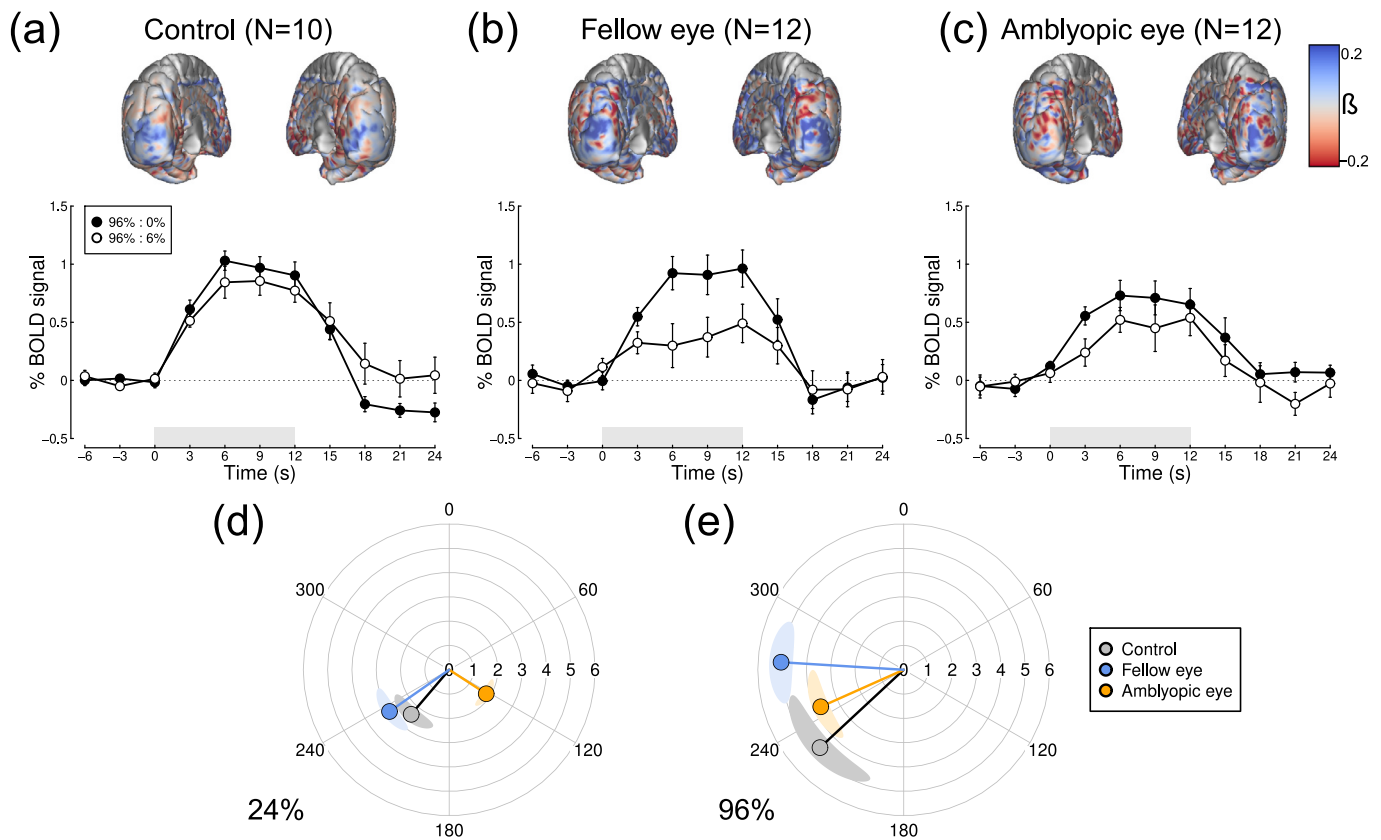 (a) Control (N=10)
(b) Fellow eye (N=12)
(c) Amblyopic eye (N=12)
0.2
ß
−0.2
96% : 0%
96% : 6%
% BOLD signal
1.5
1
0.5
0
−0.5
−6 −3 0 3 6 9 12 15 18 21 24
Time (s)
% BOLD signal
1.5
1
0.5
0
−0.5
−6 −3 0 3 6 9 12 15 18 21 24
Time (s)
% BOLD signal
1.5
1
0.5
0
−0.5
−6 −3 0 3 6 9 12 15 18 21 24
Time (s)
(d)
0
300 60
0 1 2 3 4 5 6
240 120
180
24%
(e)
0
300 60
0 1 2 3 4 5 6
240 120
180
96%
Control
Fellow eye
Amblyopic eye